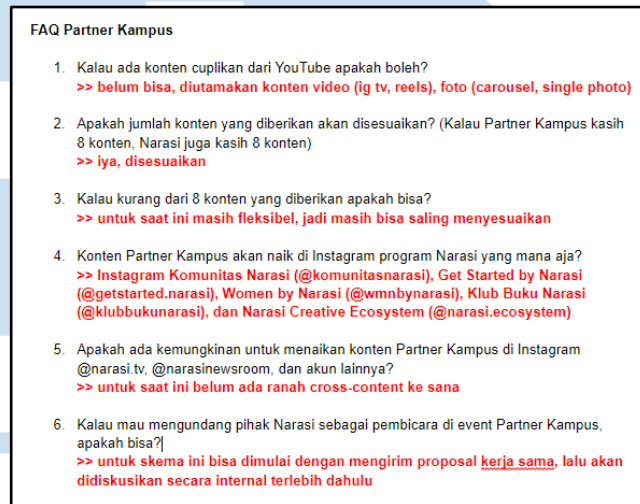 FAQ Partner Kampus
1. Kalau ada konten cuplikan dari YouTube apakah boleh?
>> belum bisa, diutamakan konten video (ig tv, reels), foto (carousel, single photo)
2. Apakah jumlah konten yang diberikan akan disesuaikan? (Kalau Partner Kampus kasih
8 konten, Narasi juga kasih 8 konten)
>> iya, disesuaikan
3. Kalau kurang dari 8 konten yang diberikan apakah bisa?
>> untuk saat ini masih fleksibel, jadi masih bisa saling menyesuaikan
4. Konten Partner Kampus akan naik di Instagram program Narasi yang mana aja?
>> Instagram Komunitas Narasi (@komunitasnarasi), Get Started by Narasi
(@getstarted.narasi), Women by Narasi (@wmnbynarasi), Klub Buku Narasi
(@klubbukunarasi), dan Narasi Creative Ecosystem (@narasi.ecosystem)
5. Apakah ada kemungkinan untuk menaikan konten Partner Kampus di Instagram
@narasi.tv, @narasinewsroom, dan akun lainnya?
>> untuk saat ini belum ada ranah cross-content ke sana
6. Kalau mau mengundang pihak Narasi sebagai pembicara di event Partner Kampus,
apakah bisa?
>> untuk skema ini bisa dimulai dengan mengirim proposal kerja sama, lalu akan
didiskusikan secara internal terlebih dahulu